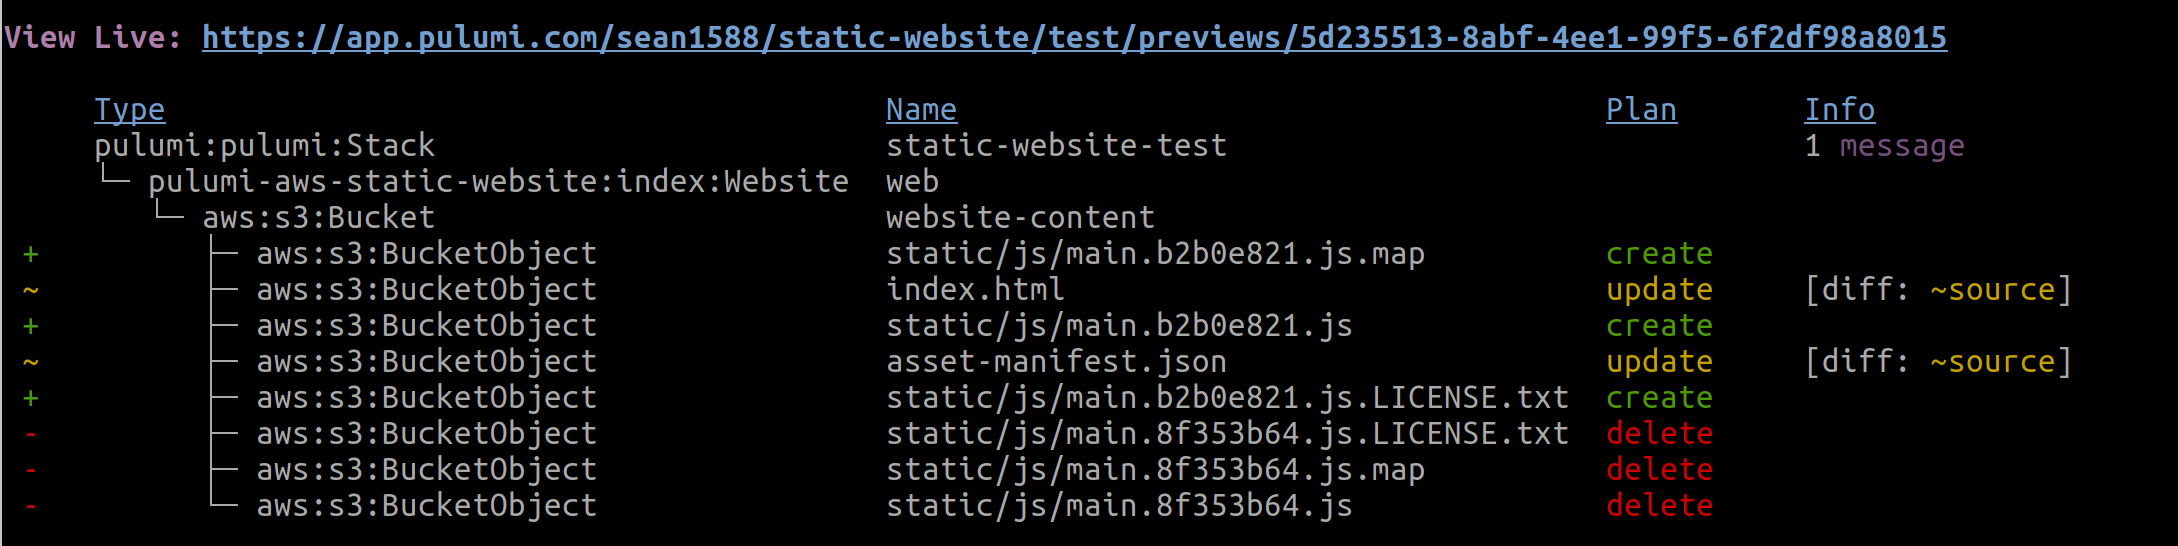 View Live: https://app.pulumi.com/sean1588/static-website/test/previews/5d235513-8abf-4ee1-99f5-6f2df98a8015
Type Name Plan Info
pulumi:pulumi:Stack static-website-test 1 message
└─ pulumi-aws-static-website:index:Website web
└─ aws:s3:Bucket website-content
+ ├─ aws:s3:BucketObject static/js/main.b2b0e821.js.map create
~ ├─ aws:s3:BucketObject index.html update [diff: ~source]
+ ├─ aws:s3:BucketObject static/js/main.b2b0e821.js create
~ ├─ aws:s3:BucketObject asset-manifest.json update [diff: ~source]
+ ├─ aws:s3:BucketObject static/js/main.b2b0e821.js.LICENSE.txt create
- ├─ aws:s3:BucketObject static/js/main.8f353b64.js.LICENSE.txt delete
- ├─ aws:s3:BucketObject static/js/main.8f353b64.js.map delete
- └─ aws:s3:BucketObject static/js/main.8f353b64.js delete